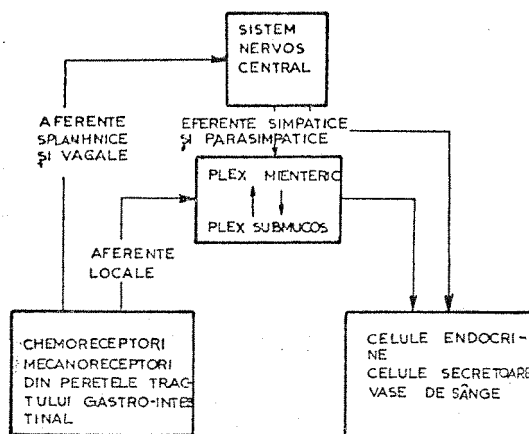 SISTEM
NERVOS
CENTRAL
AFERENTE
SPLANHNICE
ŞI VAGALE
EFERENTE SIMPATICE
ŞI PARASIMPATICE
PLEX MIENTERIC
PLEX SUBMUCOS
AFERENTE
LOCALE
CHEMORECEPTORI
MECANORECEPTORI
DIN PERETELE TRAC-
TULUI GASTRO-INTES
TINAL
CELULE ENDOCRI-
NE
CELULE SECRETOARE
VASE DE SÂNGE